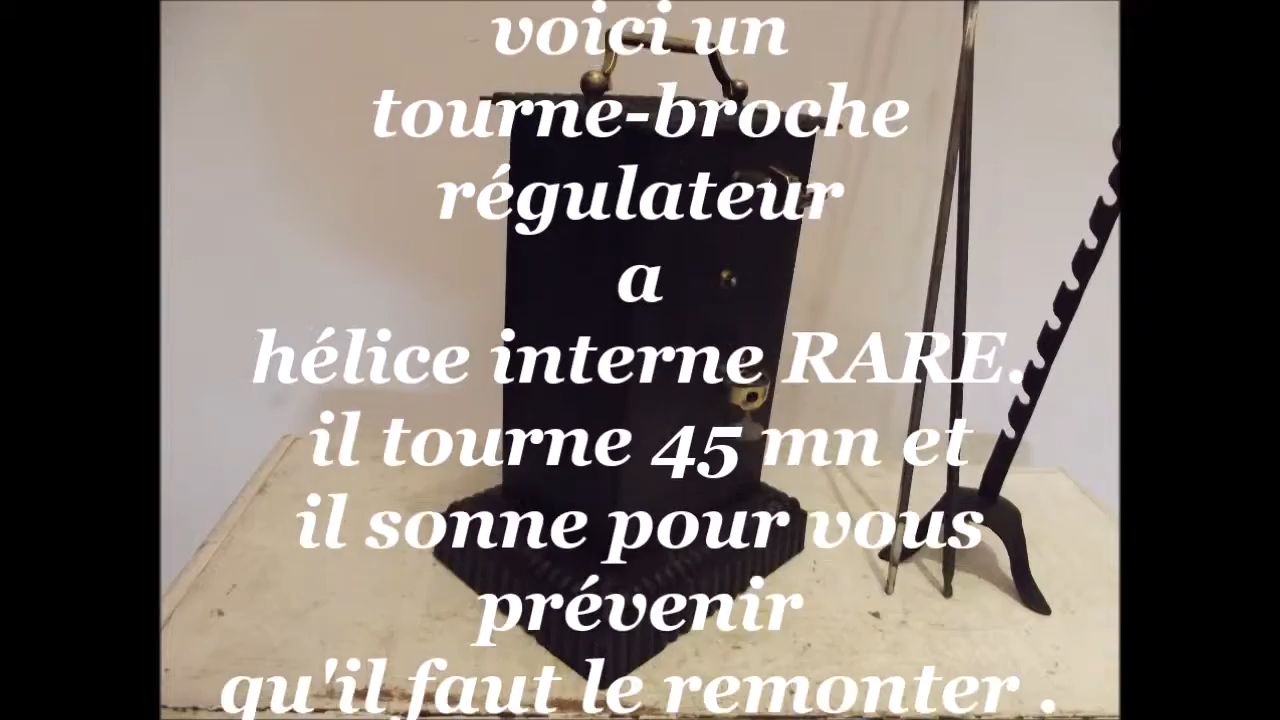 voici un
tourne-broche
régulateur
a
hélice interne RARE.
il tourne 45 mn et
il sonne pour vous
prévenir
qu'il faut le remonter .